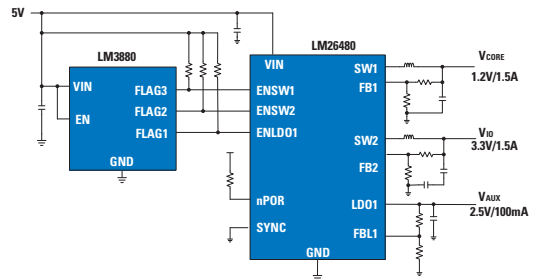 5V
LM3880
LM26480
VIN
VIN
EN
FLAG3
FLAG2
FLAG1
GND
ENSW1
ENSW2
ENLDO1
nPOR
SYNC
GND
SW1
FB1
SW2
FB2
LDO1
FBL1
VCORE
1.2V/1.5A
VIO
3.3V/1.5A
VAUX
2.5V/100mA